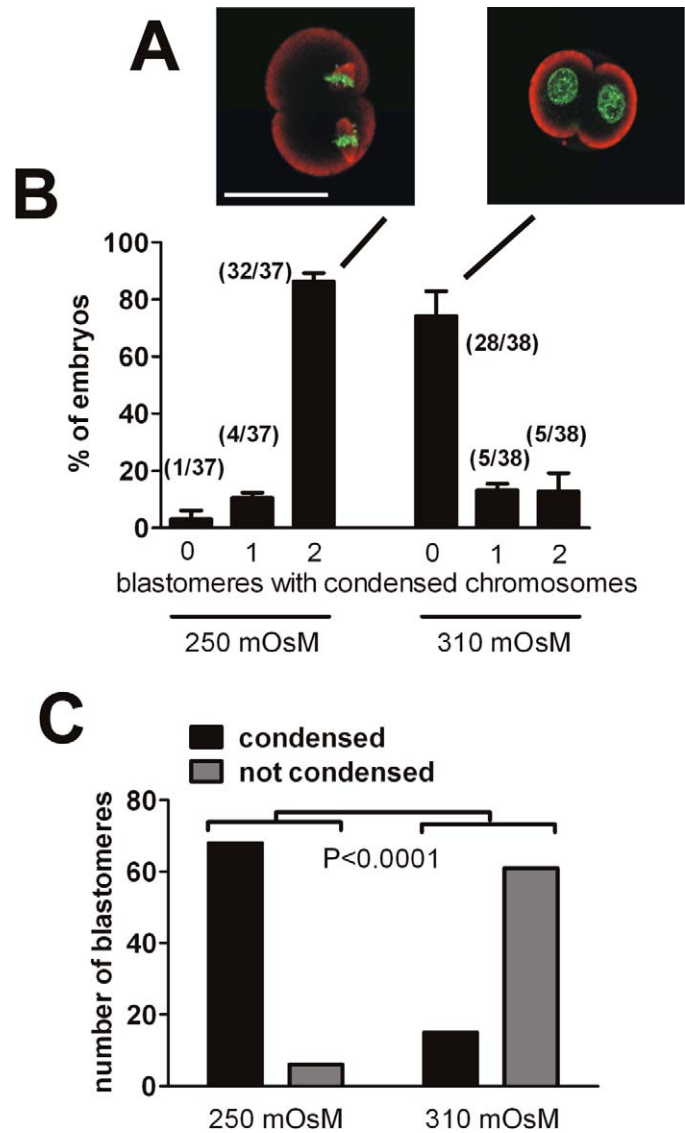 A
B
% of embryos
100
80
60
40
20
0
(1/37)
(4/37)
(32/37)
(28/38)
(5/38)
(5/38)
0 1 2 0 1 2
blastomeres with condensed chromosomes
250 mOsM 310 mOsM
C
condensed
not condensed
number of blastomeres
80
60
40
20
0
P<0.0001
250 mOsM 310 mOsM